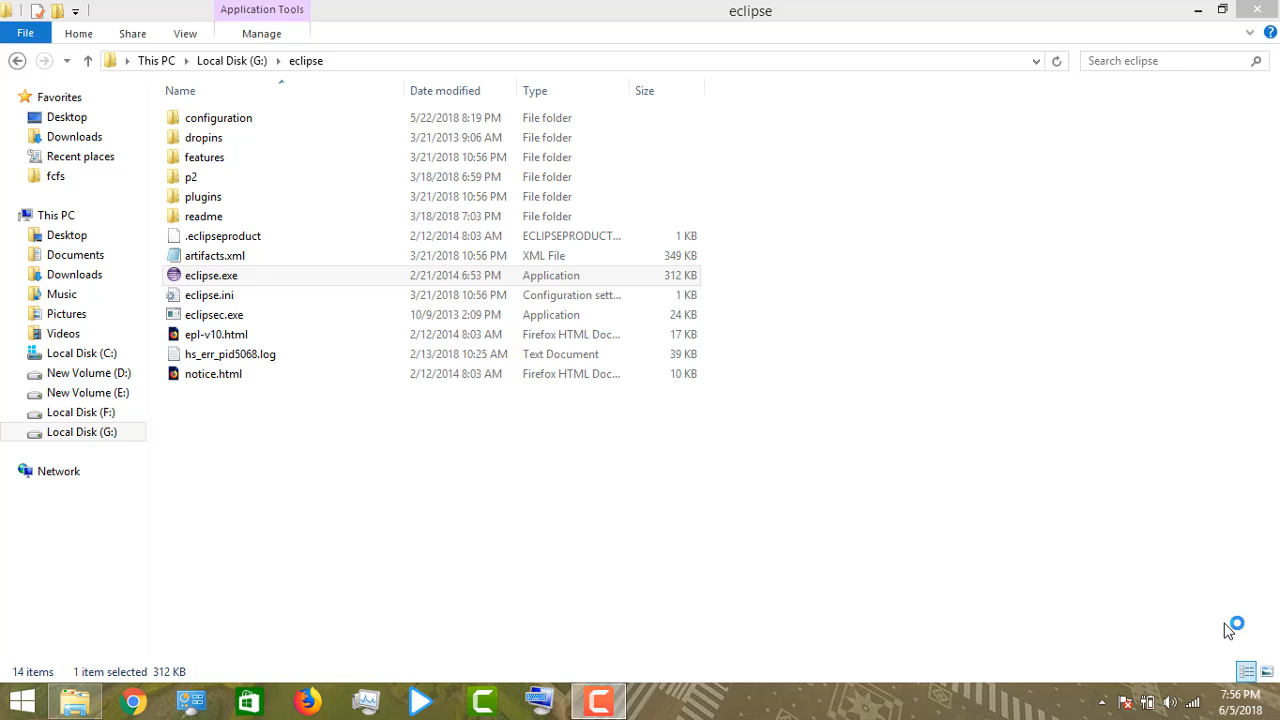 Application Tools
eclipse
File
Home
Share
View
Manage
This PC
Local Disk (G:)
eclipse
Search eclipse
Name
Date modified
Type
Size
Favorites
Desktop
Downloads
Recent places
fcfs
This PC
Desktop
Documents
Downloads
Music
Pictures
Videos
Local Disk (C:)
New Volume (D:)
New Volume (E:)
Local Disk (F:)
Local Disk (G:)
Network
configuration 5/22/2018 8:19 PM File folder
dropins 3/21/2013 9:06 AM File folder
features 3/21/2018 10:56 PM File folder
p2 3/18/2018 6:59 PM File folder
plugins 3/21/2018 10:56 PM File folder
readme 3/18/2018 7:03 PM File folder
.eclipseproduct 2/12/2014 8:03 AM ECLIPSEPRODUCT... 1 KB
artifacts.xml 3/21/2018 10:56 PM XML File 349 KB
eclipse.exe 2/21/2014 6:53 PM Application 312 KB
eclipse.ini 3/21/2018 10:56 PM Configuration sett... 1 KB
eclipsec.exe 10/9/2013 2:09 PM Application 24 KB
epl-v10.html 2/12/2014 8:03 AM Firefox HTML Doc... 17 KB
hs_err_pid5068.log 2/13/2018 10:25 AM Text Document 39 KB
notice.html 2/12/2014 8:03 AM Firefox HTML Doc... 10 KB
14 items 1 item selected 312 KB
7:56 PM
6/5/2018